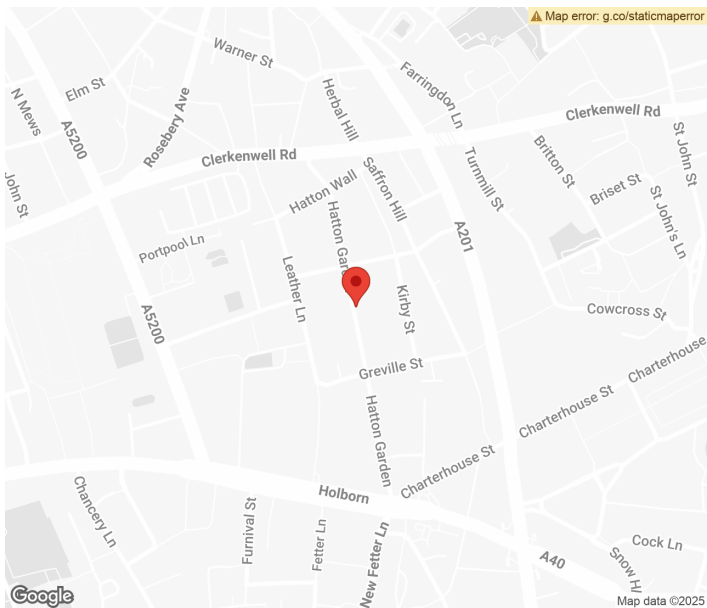 Map error: g.co/staticmaperror
Warner St
Elm St
N Mews
A5200
Rosebery Ave
Herbal Hill
Farringdon Ln
Clerkenwell Rd
Clerkenwell Rd
John St
Hatton Wall
Saffron Hill
Turnmill St
Britton St
St John St
Briset St
St John's Ln
Portpool Ln
Hatton Garde
A201
Leather Ln
Kirby St
Cowcross St
A5200
Greville St
Charterhouse
Hatton Garden
Charterhouse St
Charterhouse St
Holborn
Chancery Ln
Furnival St
Fetter Ln
New Fetter Ln
A40
Cock Ln
Snow Hi
Google
Map data ©2025